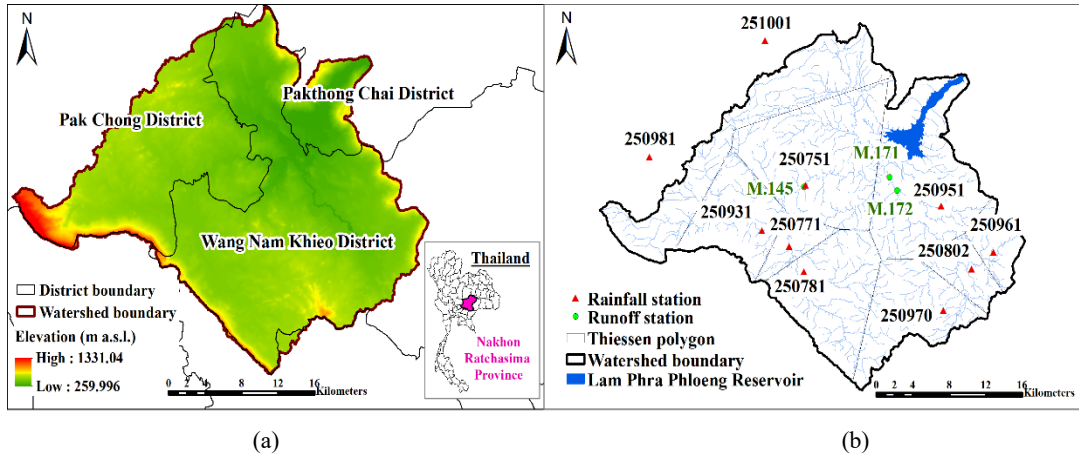 N
Pakthong Chai District
Pak Chong District
Wang Nam Khieo District
District boundary
Watershed boundary
Elevation (m a.s.l.)
High : 1331.04
Low : 259,996
0 2 4 8 12 16
Kilometers
Thailand
Nakhon
Ratchasima
Province
(a)
N
251001
250981
250751
M.171
M.145
M.172
250951
250931
250771
250961
250802
250781
250970
Rainfall station
Runoff station
Thiessen polygon
Watershed boundary
Lam Phra Phloeng Reservoir
0 2 4 8 12 16
Kilometers
(b)